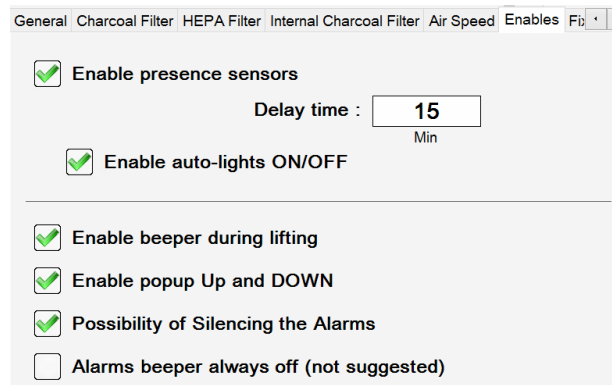 General Charcoal Filter HEPA Filter Internal Charcoal Filter Air Speed Enables
Enable presence sensors
Delay time : 15
Min
Enable auto-lights ON/OFF
Enable beeper during lifting
Enable popup Up and DOWN
Possibility of Silencing the Alarms
Alarms beeper always off (not suggested)